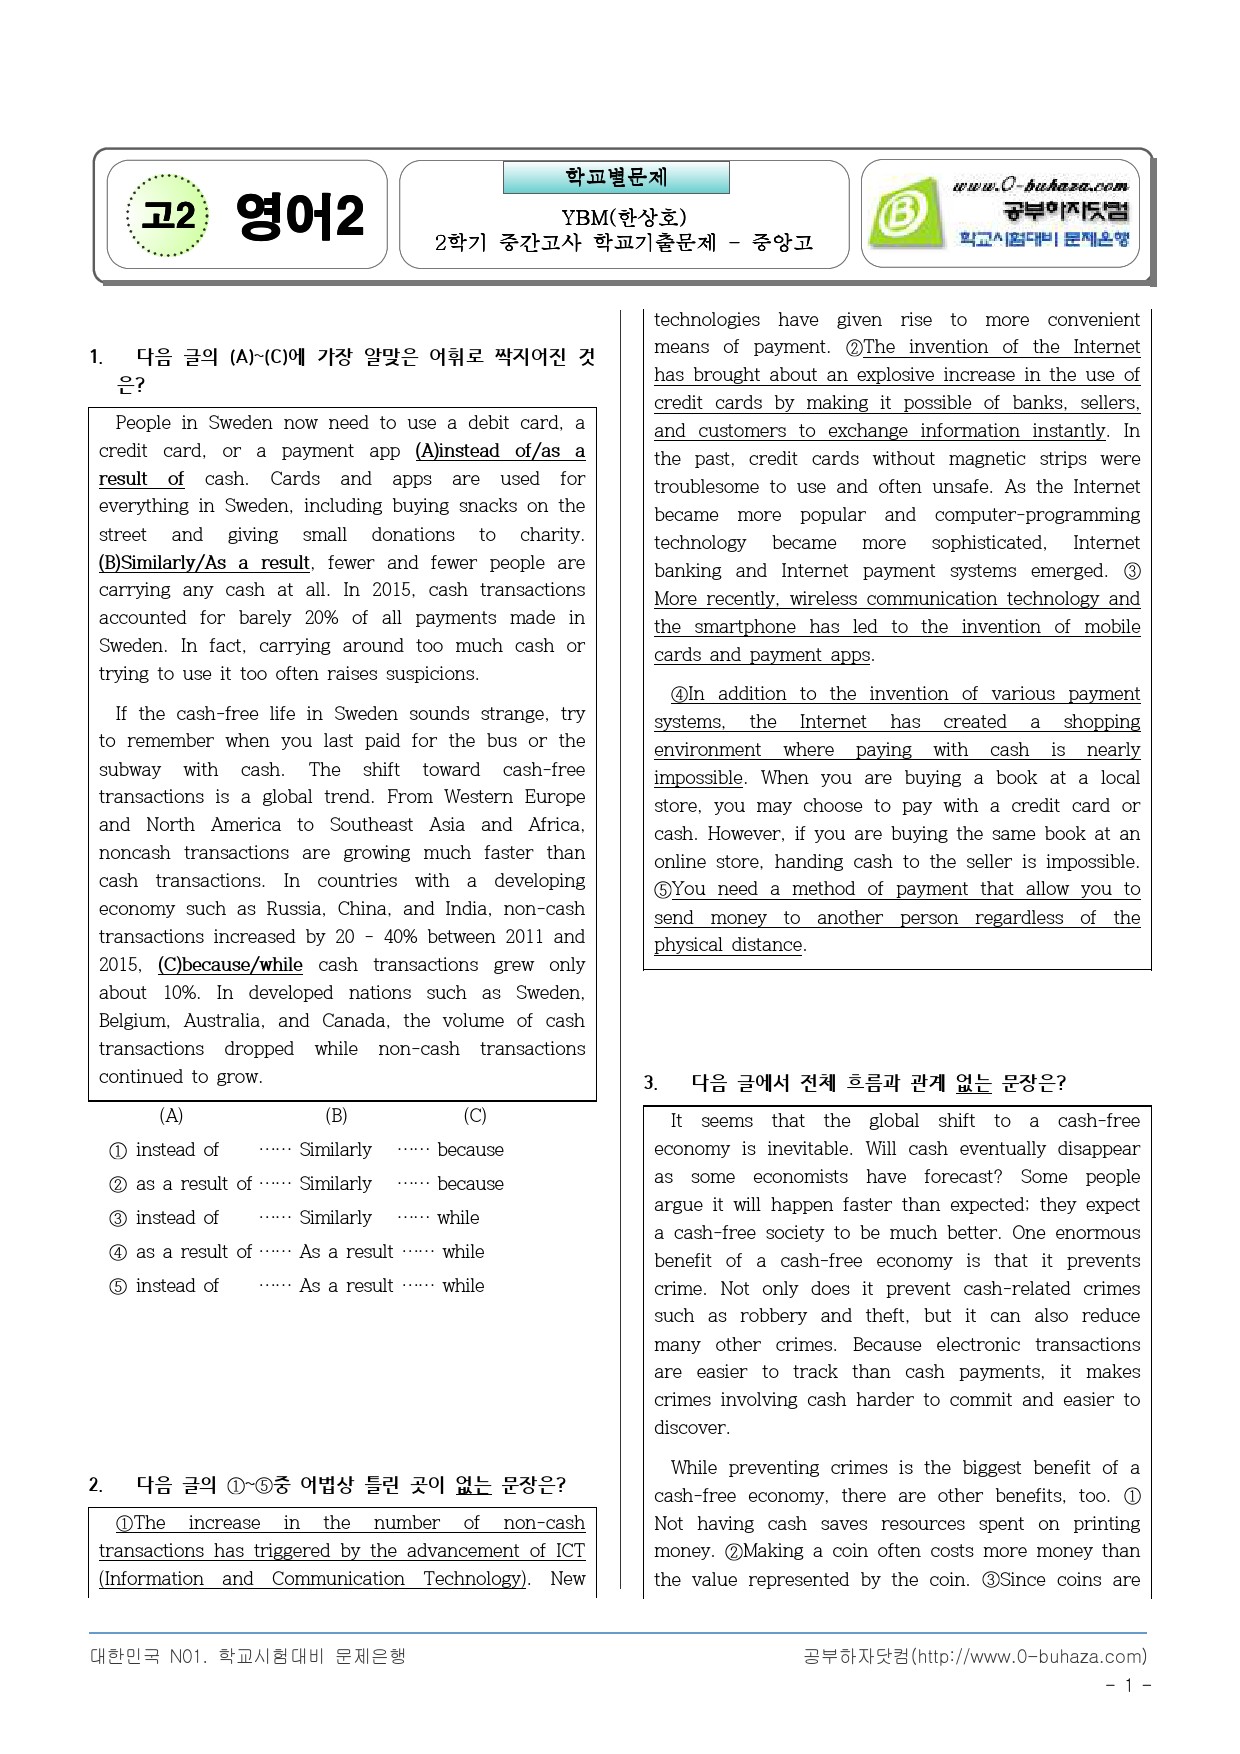 고2 영어2
학교별문제
YBM(한상호)
2학기 중간고사 학교기출문제 - 중앙고
www.0-buhaza.com
공부하자닷컴
학교시험대비 문제은행
1. 다음 글의 (A)~(C)에 가장 알맞은 어휘로 짝지어진 것
은?
People in Sweden now need to use a debit card, a
credit card, or a payment app (A)instead of/as a
result of cash. Cards and apps are used for
everything in Sweden, including buying snacks on the
street and giving small donations to charity.
(B)Similarly/As a result, fewer and fewer people are
carrying any cash at all. In 2015, cash transactions
accounted for barely 20% of all payments made in
Sweden. In fact, carrying around too much cash or
trying to use it too often raises suspicions.
If the cash-free life in Sweden sounds strange, try
to remember when you last paid for the bus or the
subway with cash. The shift toward cash-free
transactions is a global trend. From Western Europe
and North America to Southeast Asia and Africa,
noncash transactions are growing much faster than
cash transactions. In countries with a developing
economy such as Russia, China, and India, non-cash
transactions increased by 20 - 40% between 2011 and
2015, (C)because/while cash transactions grew only
about 10%. In developed nations such as Sweden,
Belgium, Australia, and Canada, the volume of cash
transactions dropped while non-cash transactions
continued to grow.
(A) (B) (C)
① instead of …… Similarly …… because
② as a result of …… Similarly …… because
③ instead of …… Similarly …… while
④ as a result of …… As a result …… while
⑤ instead of …… As a result …… while
2. 다음 글의 ①~⑤중 어법상 틀린 곳이 없는 문장은?
①The increase in the number of non-cash
transactions has triggered by the advancement of ICT
(Information and Communication Technology). New
technologies have given rise to more convenient
means of payment. ②The invention of the Internet
has brought about an explosive increase in the use of
credit cards by making it possible of banks, sellers,
and customers to exchange information instantly. In
the past, credit cards without magnetic strips were
troublesome to use and often unsafe. As the Internet
became more popular and computer-programming
technology became more sophisticated, Internet
banking and Internet payment systems emerged. ③
More recently, wireless communication technology and
the smartphone has led to the invention of mobile
cards and payment apps.
④In addition to the invention of various payment
systems, the Internet has created a shopping
environment where paying with cash is nearly
impossible. When you are buying a book at a local
store, you may choose to pay with a credit card or
cash. However, if you are buying the same book at an
online store, handing cash to the seller is impossible.
⑤You need a method of payment that allow you to
send money to another person regardless of the
physical distance.
3. 다음 글에서 전체 흐름과 관계 없는 문장은?
It seems that the global shift to a cash-free
economy is inevitable. Will cash eventually disappear
as some economists have forecast? Some people
argue it will happen faster than expected; they expect
a cash-free society to be much better. One enormous
benefit of a cash-free economy is that it prevents
crime. Not only does it prevent cash-related crimes
such as robbery and theft, but it can also reduce
many other crimes. Because electronic transactions
are easier to track than cash payments, it makes
crimes involving cash harder to commit and easier to
discover.
While preventing crimes is the biggest benefit of a
cash-free economy, there are other benefits, too. ①
Not having cash saves resources spent on printing
money. ②Making a coin often costs more money than
the value represented by the coin. ③Since coins are
대한민국 N01. 학교시험대비 문제은행
공부하자닷컴(http://www.0-buhaza.com)
- 1 -